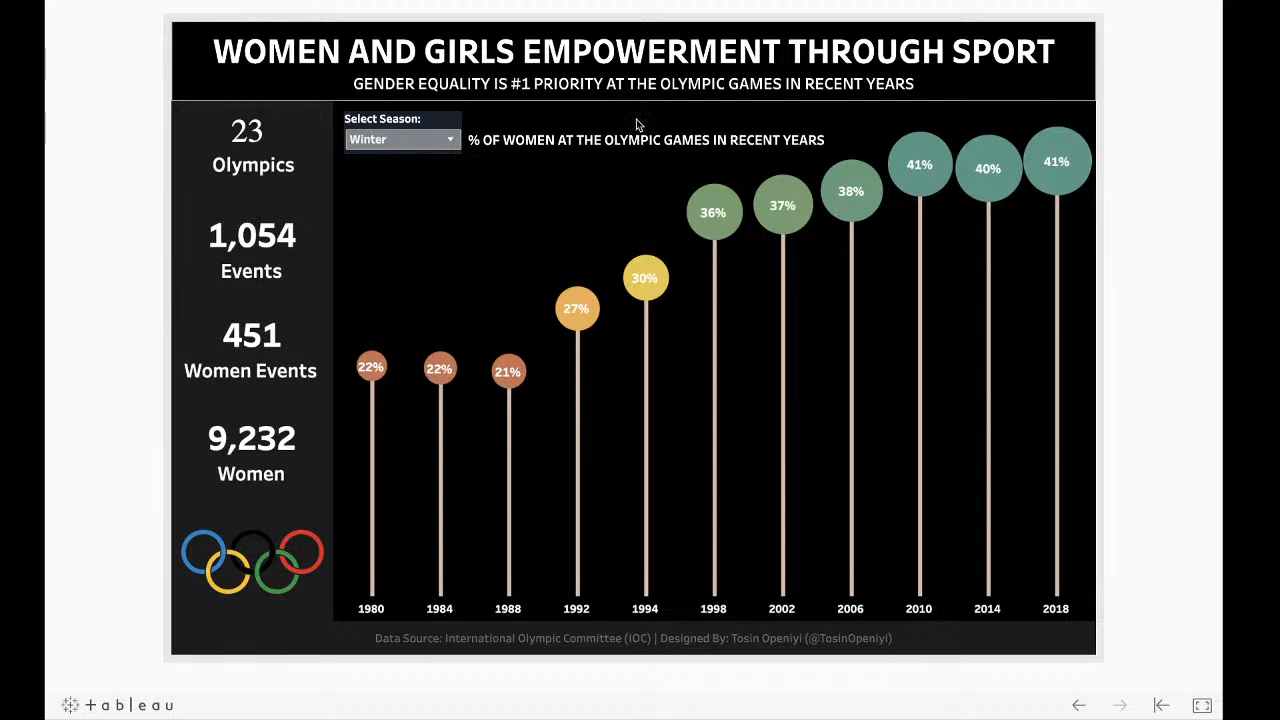 WOMEN AND GIRLS EMPOWERMENT THROUGH SPORT
GENDER EQUALITY IS #1 PRIORITY AT THE OLYMPIC GAMES IN RECENT YEARS
23
Olympics
1,054
Events
451
Women Events
9,232
Women
Select Season:
Winter
% OF WOMEN AT THE OLYMPIC GAMES IN RECENT YEARS
22% 22% 21% 27% 30% 36% 37% 38% 41% 40% 41%
1980 1984 1988 1992 1994 1998 2002 2006 2010 2014 2018
Data Source: International Olympic Committee (IOC) | Designed By: Tosin Openiyi (@TosinOpeniyi)
+ableau